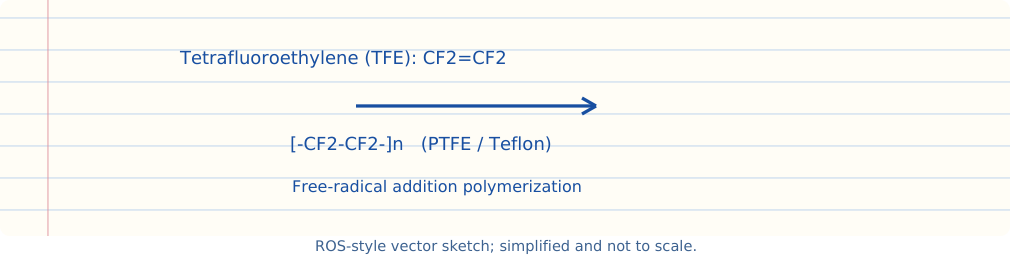 Tetrafluoroethylene (TFE): CF2=CF2
[-CF2-CF2-]n   (PTFE / Teflon)
Free-radical addition polymerization
ROS-style vector sketch; simplified and not to scale.